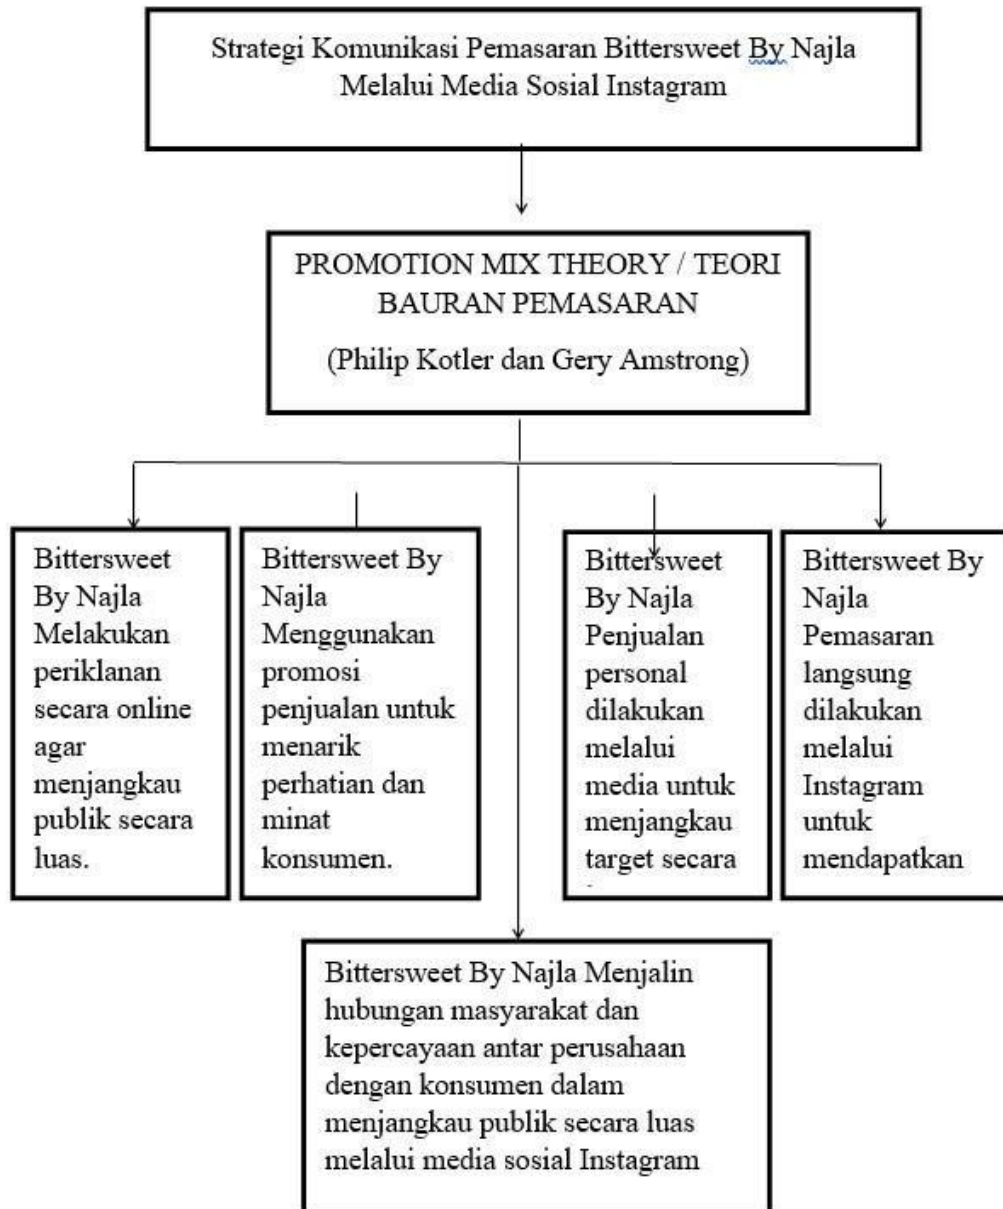 Strategi Komunikasi Pemasaran Bittersweet By Najla
Melalui Media Sosial Instagram
PROMOTION MIX THEORY / TEORI
BAURAN PEMASARAN
(Philip Kotler dan Gery Amstrong)
Bittersweet
By Najla
Melakukan
periklanan
secara online
agar
menjangkau
publik secara
luas.
Bittersweet By
Najla
Menggunakan
promosi
penjualan untuk
menarik
perhatian dan
minat
konsumen.
Bittersweet
By Najla
Penjualan
personal
dilakukan
melalui
media untuk
menjangkau
target secara
Bittersweet By
Najla
Pemasaran
langsung
dilakukan
melalui
Instagram
untuk
mendapatkan
Bittersweet By Najla Menjalin
hubungan masyarakat dan
kepercayaan antar perusahaan
dengan konsumen dalam
menjangkau publik secara luas
melalui media sosial Instagram